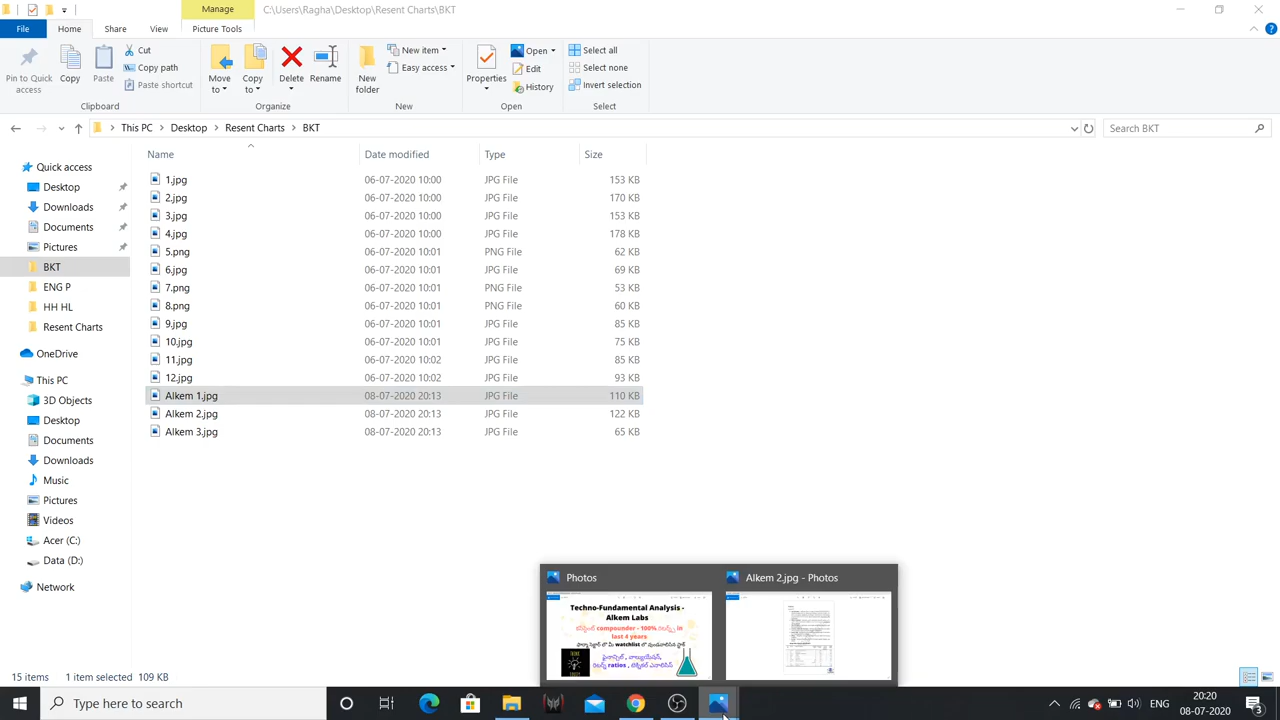 Manage
C:\Users\Ragha\Desktop\Resent Charts\BKT
File
Home
Share
View
Picture Tools
Pin to Quick access
Copy
Paste
Cut
Copy path
Paste shortcut
Clipboard
Move to
Copy to
Delete
Rename
Organize
New folder
New item
Easy access
New
Properties
Open
Edit
History
Open
Select all
Select none
Invert selection
Select
This PC
Desktop
Resent Charts
BKT
Search BKT
Name Date modified Type Size
1.jpg 06-07-2020 10:00 JPG File 153 KB
2.jpg 06-07-2020 10:00 JPG File 170 KB
3.jpg 06-07-2020 10:00 JPG File 153 KB
4.jpg 06-07-2020 10:00 JPG File 178 KB
5.png 06-07-2020 10:01 PNG File 62 KB
6.jpg 06-07-2020 10:01 JPG File 69 KB
7.png 06-07-2020 10:01 PNG File 53 KB
8.png 06-07-2020 10:01 PNG File 60 KB
9.jpg 06-07-2020 10:01 JPG File 85 KB
10.jpg 06-07-2020 10:01 JPG File 75 KB
11.jpg 06-07-2020 10:02 JPG File 85 KB
12.jpg 06-07-2020 10:02 JPG File 93 KB
Alkem 1.jpg 08-07-2020 20:13 JPG File 110 KB
Alkem 2.jpg 08-07-2020 20:13 JPG File 122 KB
Alkem 3.jpg 08-07-2020 20:13 JPG File 65 KB
Quick access
Desktop
Downloads
Documents
Pictures
BKT
ENG P
HH HL
Resent Charts
OneDrive
This PC
3D Objects
Desktop
Documents
Downloads
Music
Pictures
Videos
Acer (C:)
Data (D:)
Network
Photos
Techno-Fundamental Analysis -
Alkem Labs
compounder - 100%
last 4 years
watchlist
ratios
Alkem 2.jpg - Photos
15 items 1 item selected 109 KB
Type here to search
ENG
20:20
08-07-2020
3